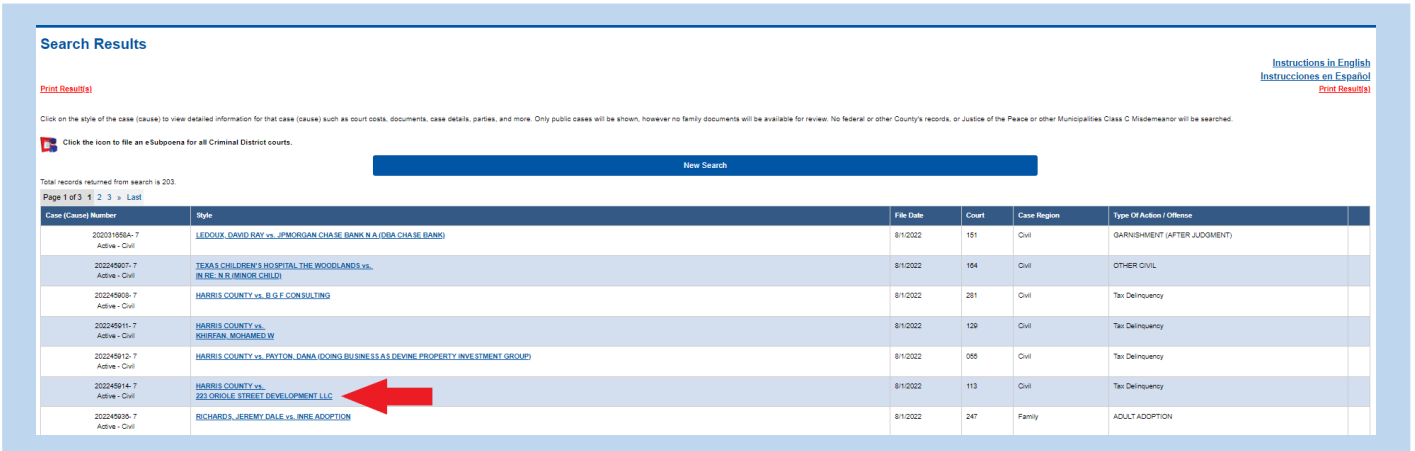 Search Results
Instructions in English
Instrucciones en Español
Print Result(s)
Print Result(s)
Click on the style of the case (cause) to view detailed information for that case (cause) such as court costs, documents, case details, parties, and more. Only public cases will be shown, however no family documents will be available for review. No federal or other County's records, or Justice of the Peace or other Municipalities Class C Misdemeanor will be searched.
Click the icon to file an eSubpoena for all Criminal District courts.
New Search
Total records returned from search is 203.
Page 1 of 3 1 2 3 » Last
Case (Cause) Number Style File Date Court Case Region Type Of Action / Offense
202031658A- 7 LEDOUX, DAVID RAY vs. JPMORGAN CHASE BANK N A (DBA CHASE BANK) 8/1/2022 151 Civil GARNISHMENT (AFTER JUDGMENT)
Active - Civil
202245907- 7 TEXAS CHILDREN'S HOSPITAL THE WOODLANDS vs. 8/1/2022 164 Civil OTHER CIVIL
Active - Civil IN RE: N R (MINOR CHILD)
202245908- 7 HARRIS COUNTY vs. B G F CONSULTING 8/1/2022 281 Civil Tax Delinquency
Active - Civil
202245911- 7 HARRIS COUNTY vs. 8/1/2022 129 Civil Tax Delinquency
Active - Civil KHIRFAN, MOHAMED W
202245912- 7 HARRIS COUNTY vs. PAYTON, DANA (DOING BUSINESS AS DEVINE PROPERTY INVESTMENT GROUP) 8/1/2022 055 Civil Tax Delinquency
Active - Civil
202245914- 7 HARRIS COUNTY vs. 8/1/2022 113 Civil Tax Delinquency
Active - Civil 223 ORIOLE STREET DEVELOPMENT LLC
202245936- 7 RICHARDS, JEREMY DALE vs. INRE ADOPTION 8/1/2022 247 Family ADULT ADOPTION
Active - Civil